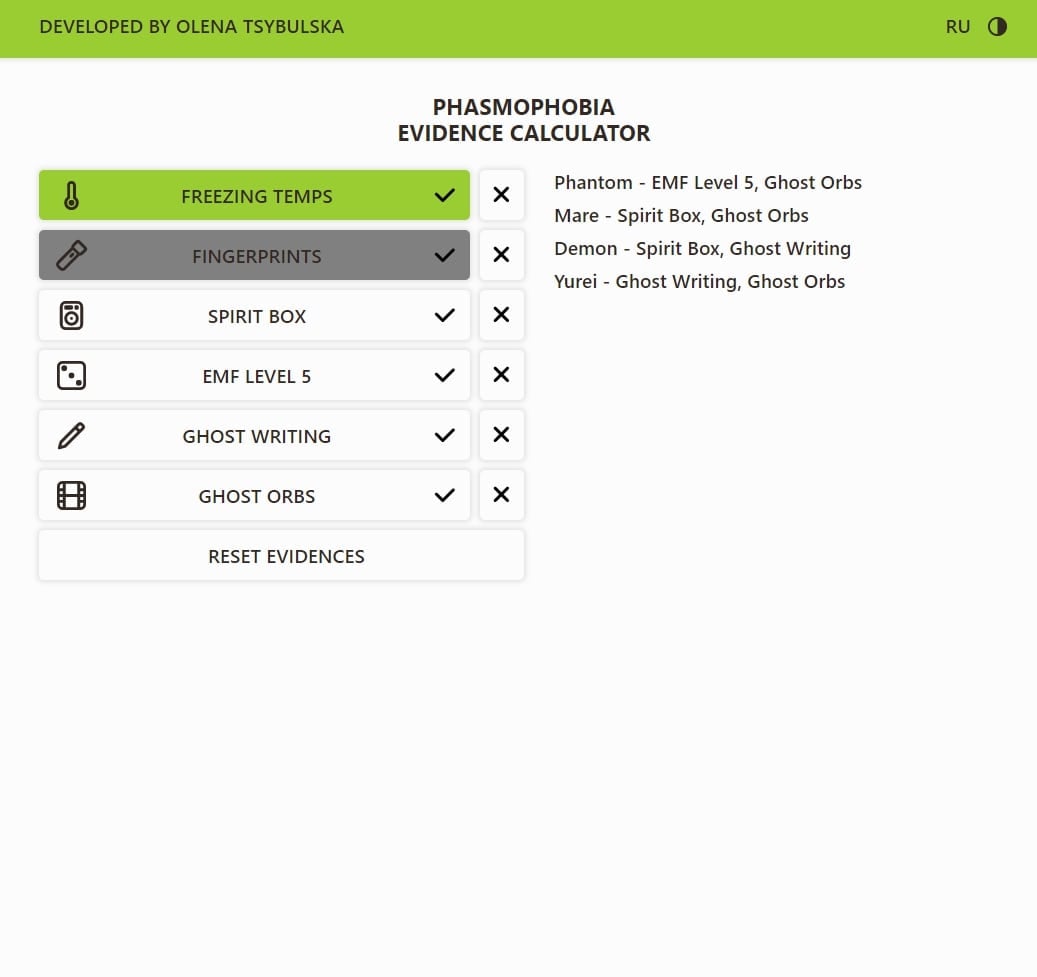 DEVELOPED BY OLENA TSYBULSKA
RU
PHASMOPHOBIA
EVIDENCE CALCULATOR
FREEZING TEMPS
FINGERPRINTS
SPIRIT BOX
EMF LEVEL 5
GHOST WRITING
GHOST ORBS
RESET EVIDENCES
Phantom - EMF Level 5, Ghost Orbs
Mare - Spirit Box, Ghost Orbs
Demon - Spirit Box, Ghost Writing
Yurei - Ghost Writing, Ghost Orbs